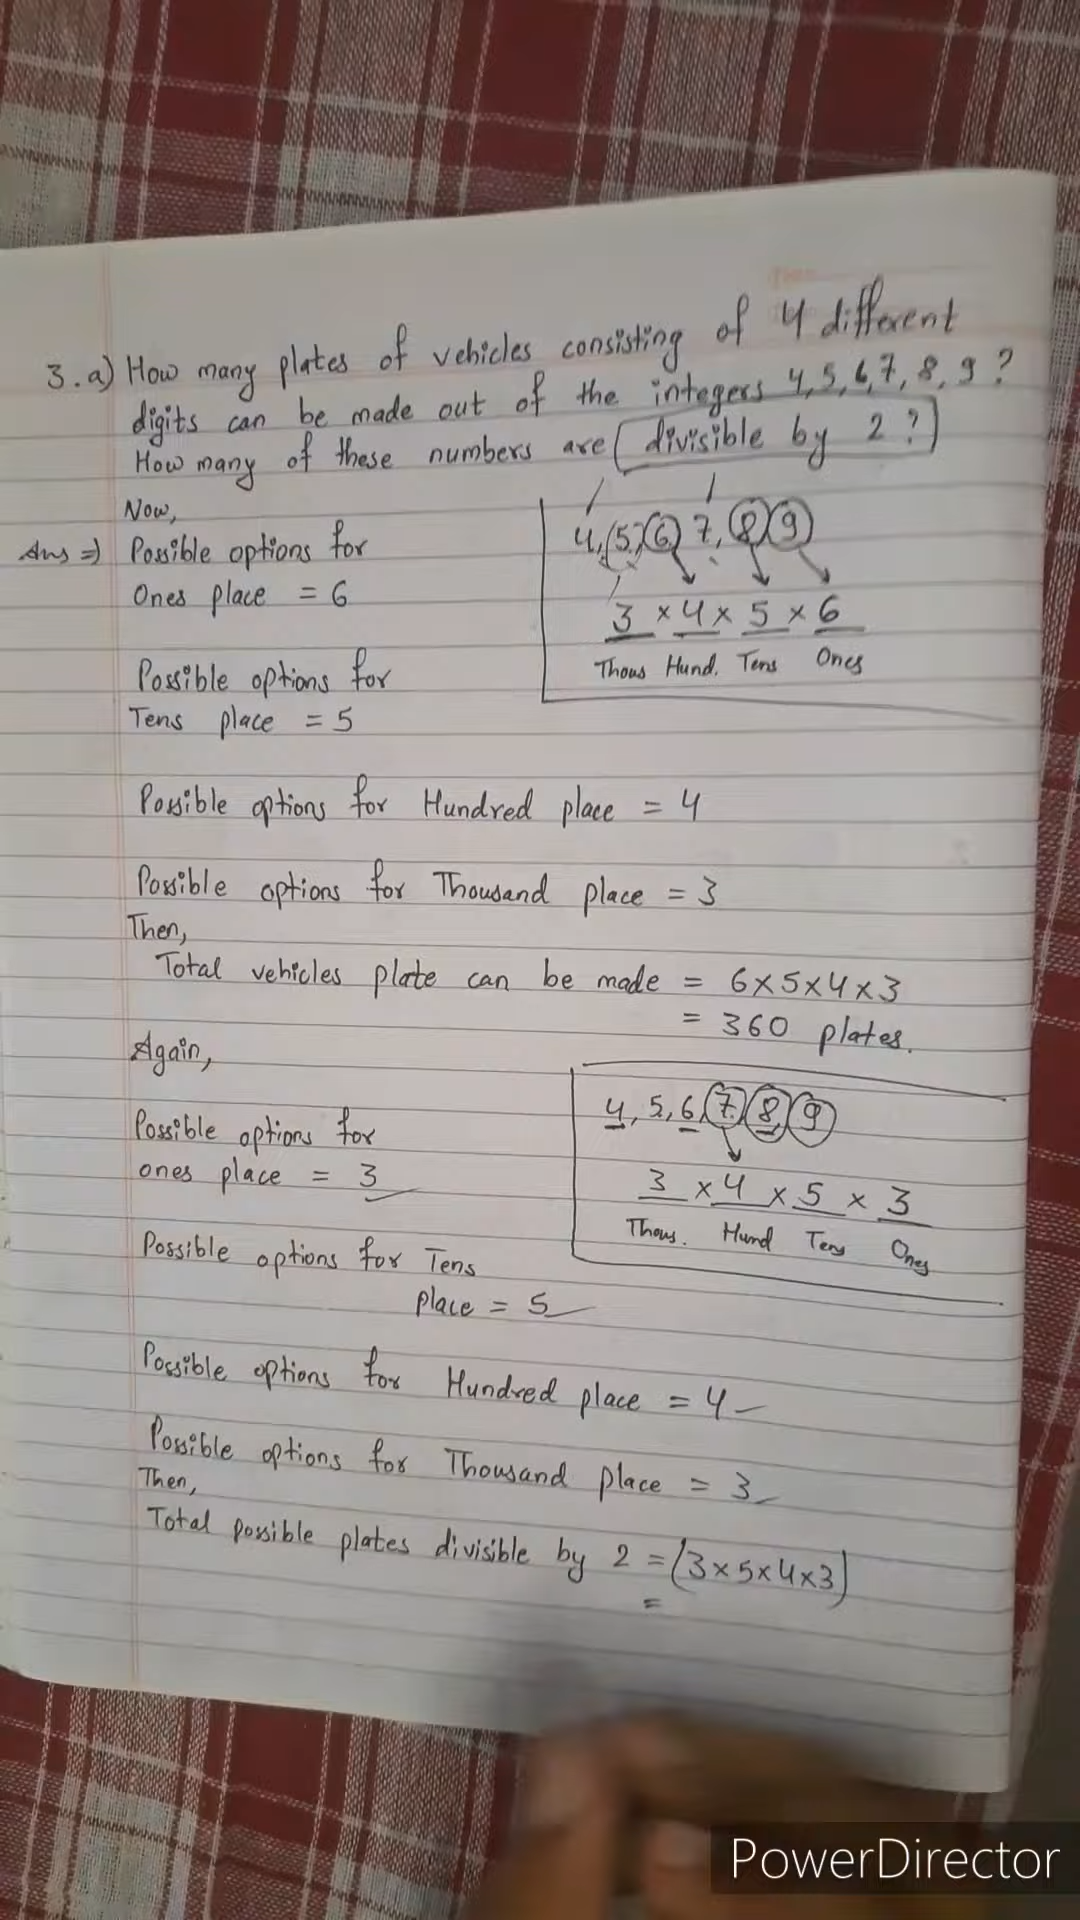 3.a) How many plates of vehicles consisting of 4 different
digits can be made out of the integers 4,5,6,7,8,9?
How many of these numbers are (divisible by 2?)
Now,
Ans => Possible options for
Ones place = 6
4,5,6,7,8,9
3 × 4 × 5 × 6
Thous Hund. Tens Ones
Possible options for
Tens place = 5
Possible options for Hundred place = 4
Possible options for Thousand place = 3
Then,
Total vehicles plate can be made = 6×5×4×3
= 360 plates.
Again,
4,5,6,7,8,9
Possible options for
ones place = 3
3 × 4 × 5 × 3
Thous. Hund Tens Ones
Possible options for Tens
place = 5
Possible options for Hundred place = 4
Possible options for Thousand place = 3
Then,
Total possible plates divisible by 2 = (3×5×4×3)
=
PowerDirector